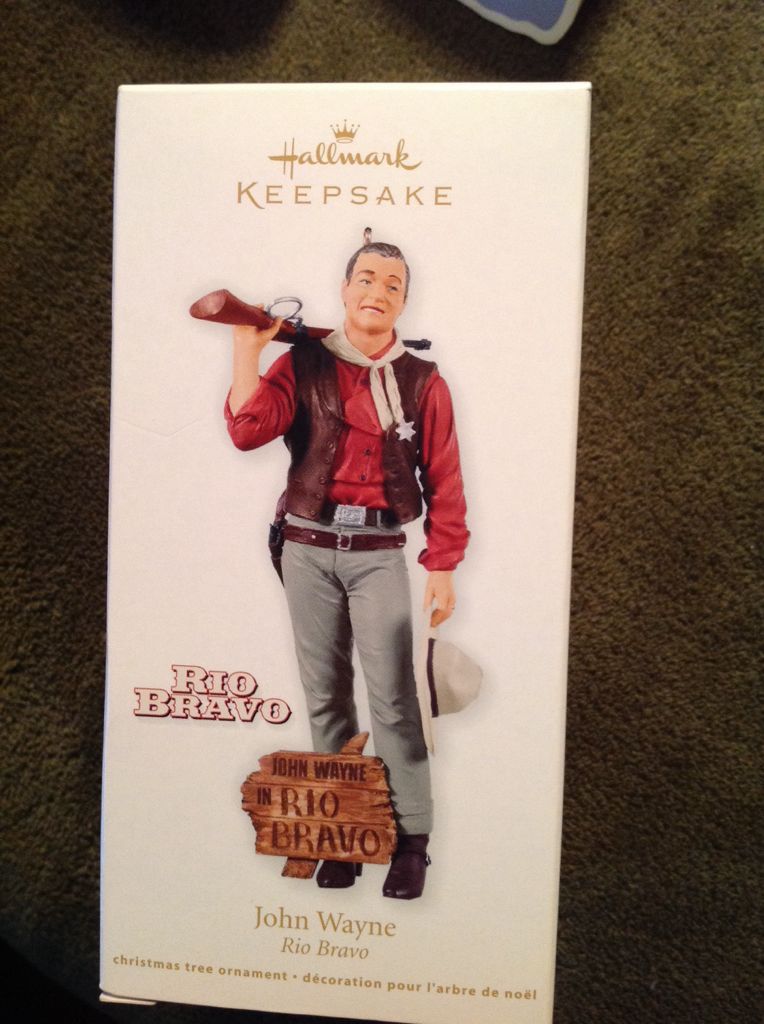 Hallmark
KEEPSAKE
RIO
BRAVO
JOHN WAYNE
IN RIO
BRAVO
John Wayne
Rio Bravo
christmas tree ornament • décoration pour l'arbre de noël